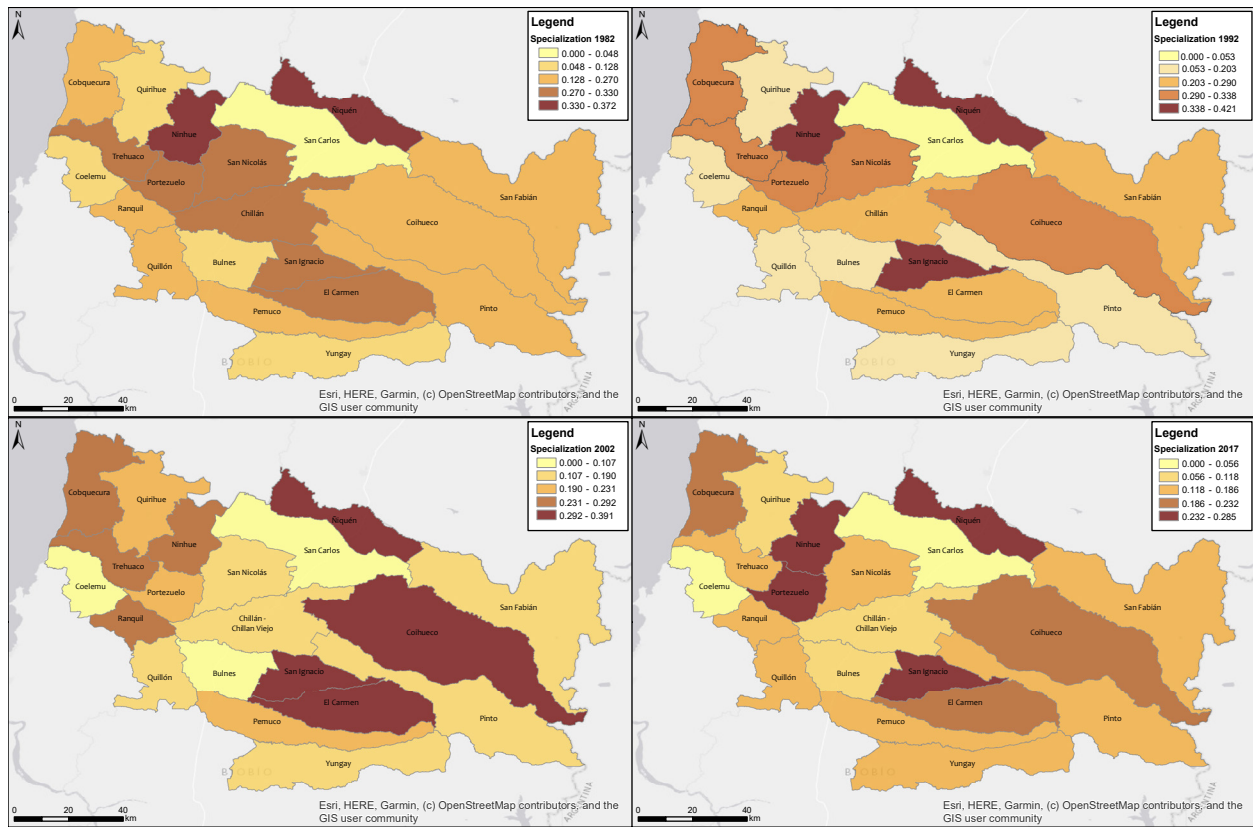 N
Legend
Specialization 1982
0.000 - 0.048
0.048 - 0.128
0.128 - 0.270
0.270 - 0.330
0.330 - 0.372
Cobquecura
Quirihue
Ñiquén
Ninhue
San Carlos
Trehuaco
San Nicolás
Coelemu
Portezuelo
San Fabián
Ranquil
Chillán
Coihueco
Quillón
Bulnes
San Ignacio
El Carmen
Pemuco
Pinto
Yungay
BIOBÍO
ARGENTINA
Esri, HERE, Garmin, (c) OpenStreetMap contributors, and the
GIS user community
0 20 40
km
N
Legend
Specialization 1992
0.000 - 0.053
0.053 - 0.203
0.203 - 0.290
0.290 - 0.338
0.338 - 0.421
Cobquecura
Quirihue
Ñiquén
Ninhue
San Carlos
Trehuaco
San Nicolás
Coelemu
Portezuelo
San Fabián
Ranquil
Chillán
Coihueco
Quillón
Bulnes
San Ignacio
El Carmen
Pemuco
Pinto
Yungay
BIOBÍO
ARGENTINA
Esri, HERE, Garmin, (c) OpenStreetMap contributors, and the
GIS user community
0 20 40
km
N
Legend
Specialization 2002
0.000 - 0.107
0.107 - 0.190
0.190 - 0.231
0.231 - 0.292
0.292 - 0.391
Cobquecura
Quirihue
Ñiquén
Ninhue
San Carlos
Trehuaco
San Nicolás
Coelemu
Portezuelo
San Fabián
Ranquil
Chillán -
Chillan Viejo
Coihueco
Quillón
Bulnes
San Ignacio
El Carmen
Pemuco
Pinto
Yungay
BIOBÍO
ARGENTINA
Esri, HERE, Garmin, (c) OpenStreetMap contributors, and the
GIS user community
0 20 40
km
N
Legend
Specialization 2017
0.000 - 0.056
0.056 - 0.118
0.118 - 0.186
0.186 - 0.232
0.232 - 0.285
Cobquecura
Quirihue
Ñiquén
Ninhue
San Carlos
Trehuaco
San Nicolás
Coelemu
Portezuelo
San Fabián
Ranquil
Chillán -
Chillan Viejo
Coihueco
Quillón
Bulnes
San Ignacio
El Carmen
Pemuco
Pinto
Yungay
BIOBÍO
ARGENTINA
Esri, HERE, Garmin, (c) OpenStreetMap contributors, and the
GIS user community
0 20 40
km